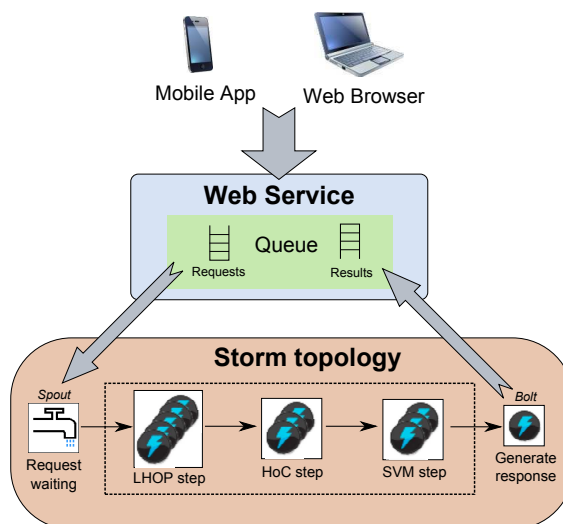 Mobile App
Web Browser
Web Service
Queue
Requests
Results
Storm topology
Spout
Bolt
Request
waiting
LHOP step
HoC step
SVM step
Generate
response